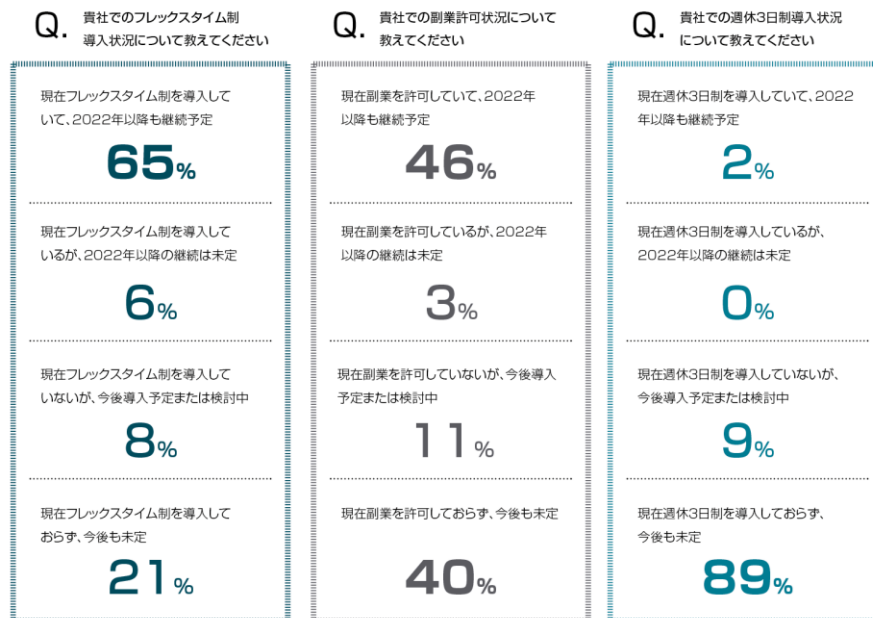 Q. 貴社でのフレックスタイム制
導入状況について教えてください
現在フレックスタイム制を導入して
いて、2022年以降も継続予定
65%
現在フレックスタイム制を導入して
いるが、2022年以降の継続は未定
6%
現在フレックスタイム制を導入して
いないが、今後導入予定または検討中
8%
現在フレックスタイム制を導入して
おらず、今後も未定
21%
Q. 貴社での副業許可状況について
教えてください
現在副業を許可していて、2022年
以降も継続予定
46%
現在副業を許可しているが、2022年
以降の継続は未定
3%
現在副業を許可していないが、今後導入
予定または検討中
11%
現在副業を許可しておらず、今後も未定
40%
Q. 貴社での週休3日制導入状況
について教えてください
現在週休3日制を導入していて、2022
年以降も継続予定
2%
現在週休3日制を導入しているが、
2022年以降の継続は未定
0%
現在週休3日制を導入していないが、
今後導入予定または検討中
9%
現在週休3日制を導入しておらず、
今後も未定
89%